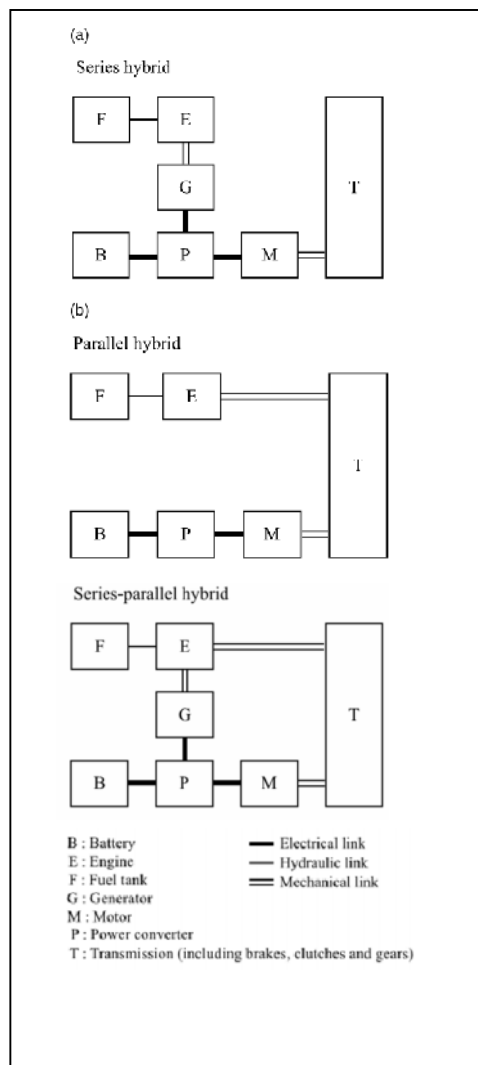 (a)
Series hybrid
F E
G
T
B P M
(b)
Parallel hybrid
F E
T
B P M
Series-parallel hybrid
F E
G
T
B P M
B : Battery
E : Engine
F : Fuel tank
G : Generator
M : Motor
P : Power converter
T : Transmission (including brakes, clutches and gears)
Electrical link
Hydraulic link
Mechanical link